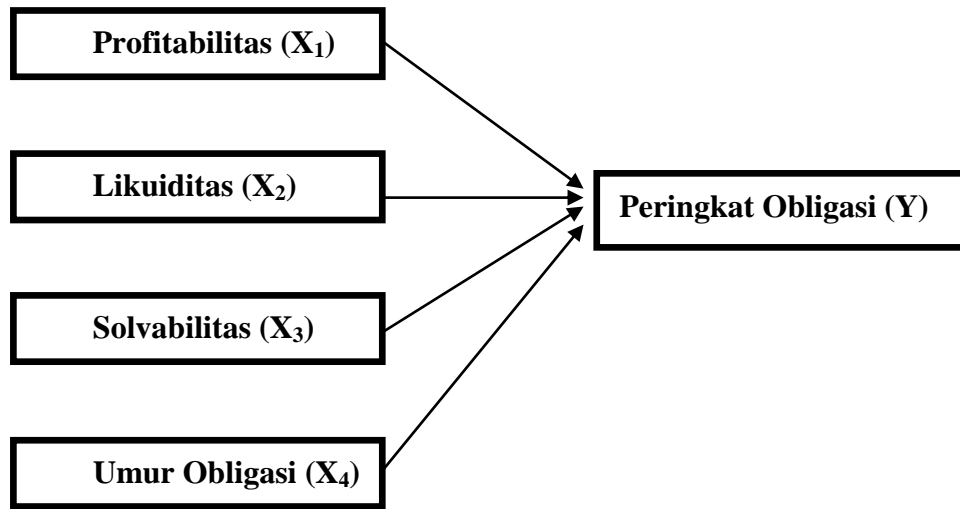 Profitabilitas (X₁)
Likuiditas (X₂)
Peringkat Obligasi (Y)
Solvabilitas (X₃)
Umur Obligasi (X₄)